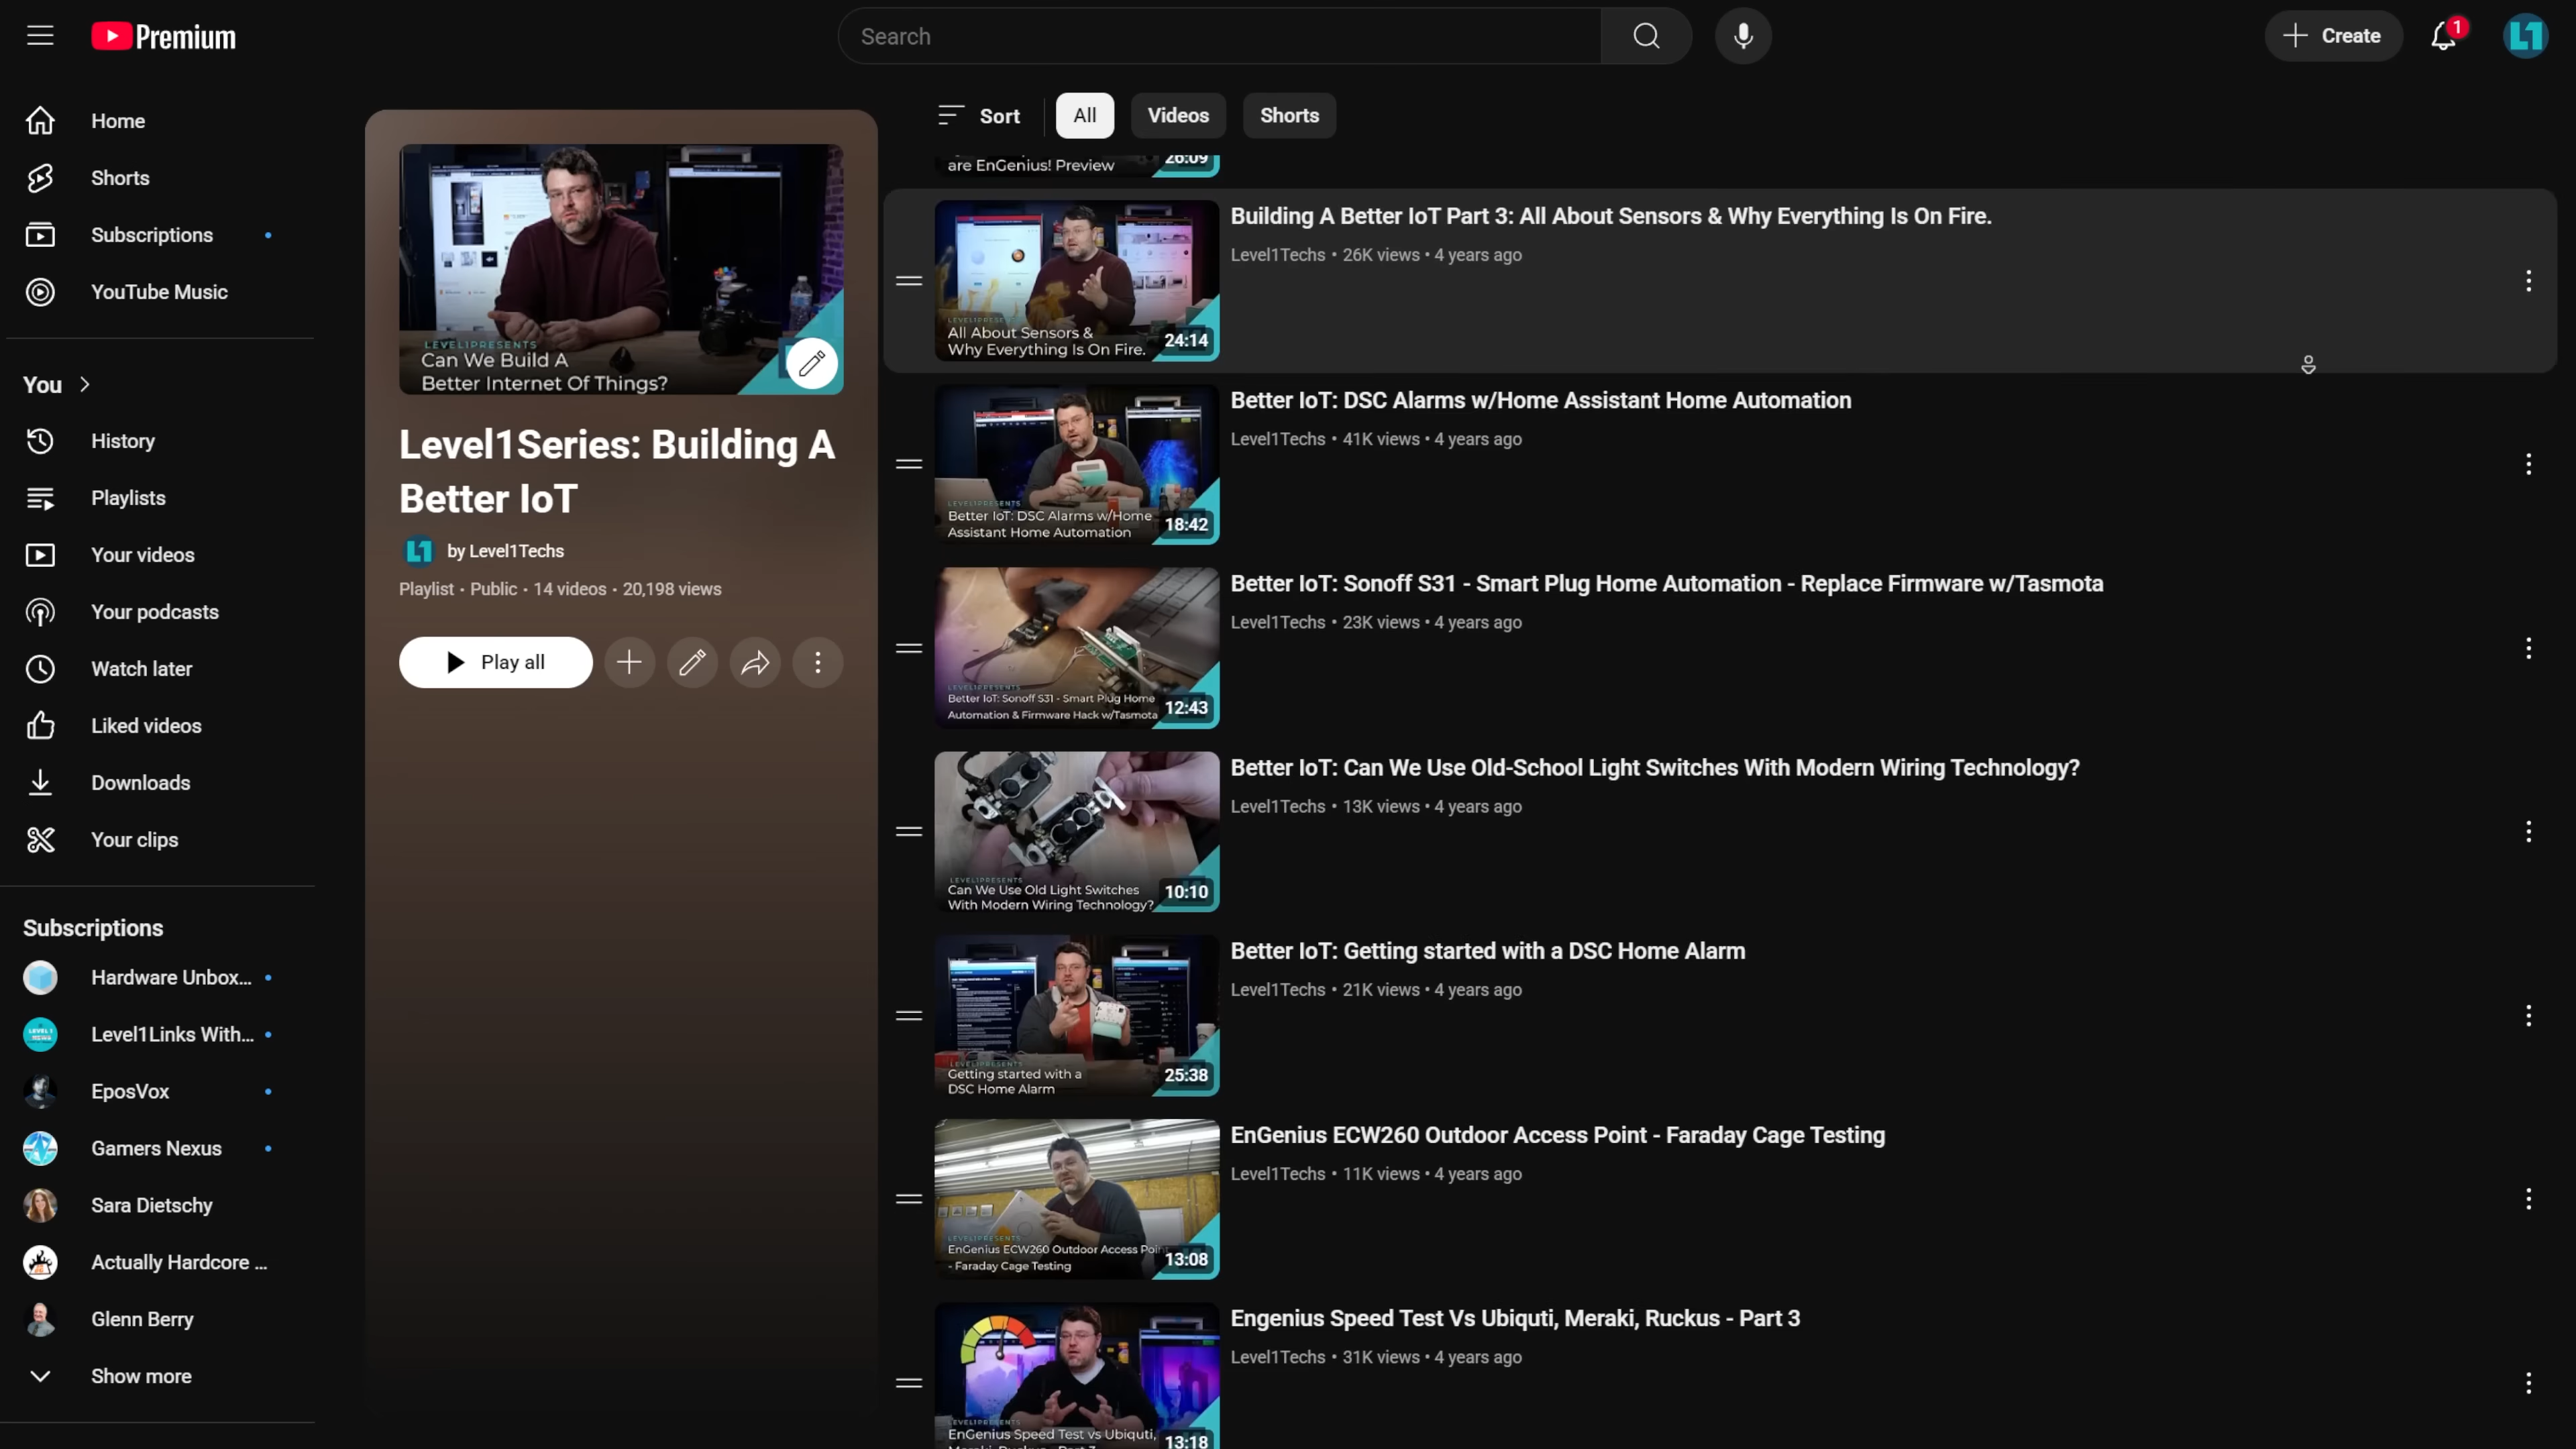 Premium
Search
Create
1
Home
Shorts
Subscriptions
YouTube Music
You
History
Playlists
Your videos
Your podcasts
Watch later
Liked videos
Downloads
Your clips
Subscriptions
Hardware Unbox...
Level1Links With...
EposVox
Gamers Nexus
Sara Dietschy
Actually Hardcore ...
Glenn Berry
Show more
LEVEL1PRESENTS
Can We Build A
Better Internet Of Things?
Level1Series: Building A
Better IoT
by Level1Techs
Playlist • Public • 14 videos • 20,198 views
Play all
Sort
All
Videos
Shorts
are EnGenius! Preview
26:09
All About Sensors &
Why Everything Is On Fire.
24:14
Building A Better IoT Part 3: All About Sensors & Why Everything Is On Fire.
Level1Techs • 26K views • 4 years ago
LEVEL1PRESENTS
Better IoT: DSC Alarms w/Home
Assistant Home Automation
18:42
Better IoT: DSC Alarms w/Home Assistant Home Automation
Level1Techs • 41K views • 4 years ago
LEVEL1PRESENTS
Better IoT: Sonoff S31 - Smart Plug Home
Automation & Firmware Hack w/Tasmota
12:43
Better IoT: Sonoff S31 - Smart Plug Home Automation - Replace Firmware w/Tasmota
Level1Techs • 23K views • 4 years ago
LEVEL1PRESENTS
Can We Use Old Light Switches
With Modern Wiring Technology?
10:10
Better IoT: Can We Use Old-School Light Switches With Modern Wiring Technology?
Level1Techs • 13K views • 4 years ago
LEVEL1PRESENTS
Getting started with a
DSC Home Alarm
25:38
Better IoT: Getting started with a DSC Home Alarm
Level1Techs • 21K views • 4 years ago
LEVEL1PRESENTS
EnGenius ECW260 Outdoor Access Point
- Faraday Cage Testing
13:08
EnGenius ECW260 Outdoor Access Point - Faraday Cage Testing
Level1Techs • 11K views • 4 years ago
LEVEL1PRESENTS
EnGenius Speed Test vs Ubiquti,
13:18
Engenius Speed Test Vs Ubiquti, Meraki, Ruckus - Part 3
Level1Techs • 31K views • 4 years ago